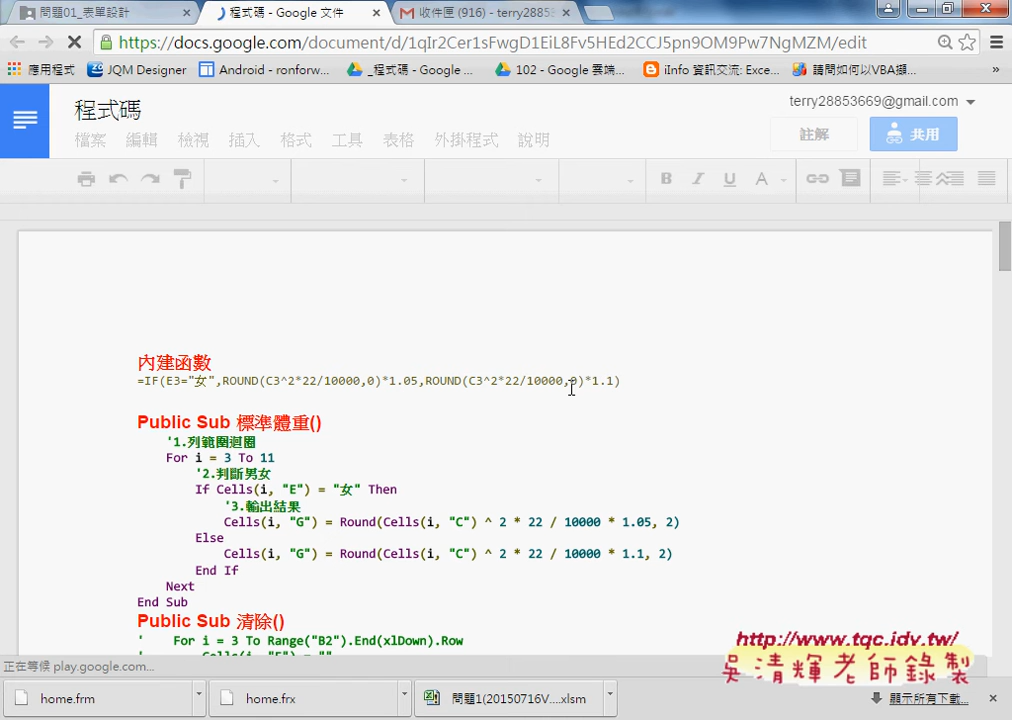 問題01_表單設計
程式碼 - Google 文件
收件匣 (916) - terry2885
https://docs.google.com/document/d/1qIr2Cer1sFwgD1EiL8Fv5HEd2CCJ5pn9OM9Pw7NgMZM/edit
應用程式
JQM Designer
Android - ronforw...
_程式碼 - Google ...
102 - Google 雲端...
iInfo 資訊交流: Exce...
請問如何以VBA擷...
»
程式碼
terry28853669@gmail.com
檔案 編輯 檢視 插入 格式 工具 表格 外掛程式 說明
註解
共用
B I U A
內建函數
=IF(E3="女",ROUND(C3^2*22/10000,0)*1.05,ROUND(C3^2*22/10000,0)*1.1)
Public Sub 標準體重()
'1.列範圍迴圈
For i = 3 To 11
'2.判斷男女
If Cells(i, "E") = "女" Then
'3.輸出結果
Cells(i, "G") = Round(Cells(i, "C") ^ 2 * 22 / 10000 * 1.05, 2)
Else
Cells(i, "G") = Round(Cells(i, "C") ^ 2 * 22 / 10000 * 1.1, 2)
End If
Next
End Sub
Public Sub 清除()
' For i = 3 To Range("B2").End(xlDown).Row
http://www.tqc.idv.tw/
吳清輝老師錄製
正在等候 play.google.com...
home.frm
home.frx
問題1(20150716V....xlsm
顯示所有下載...